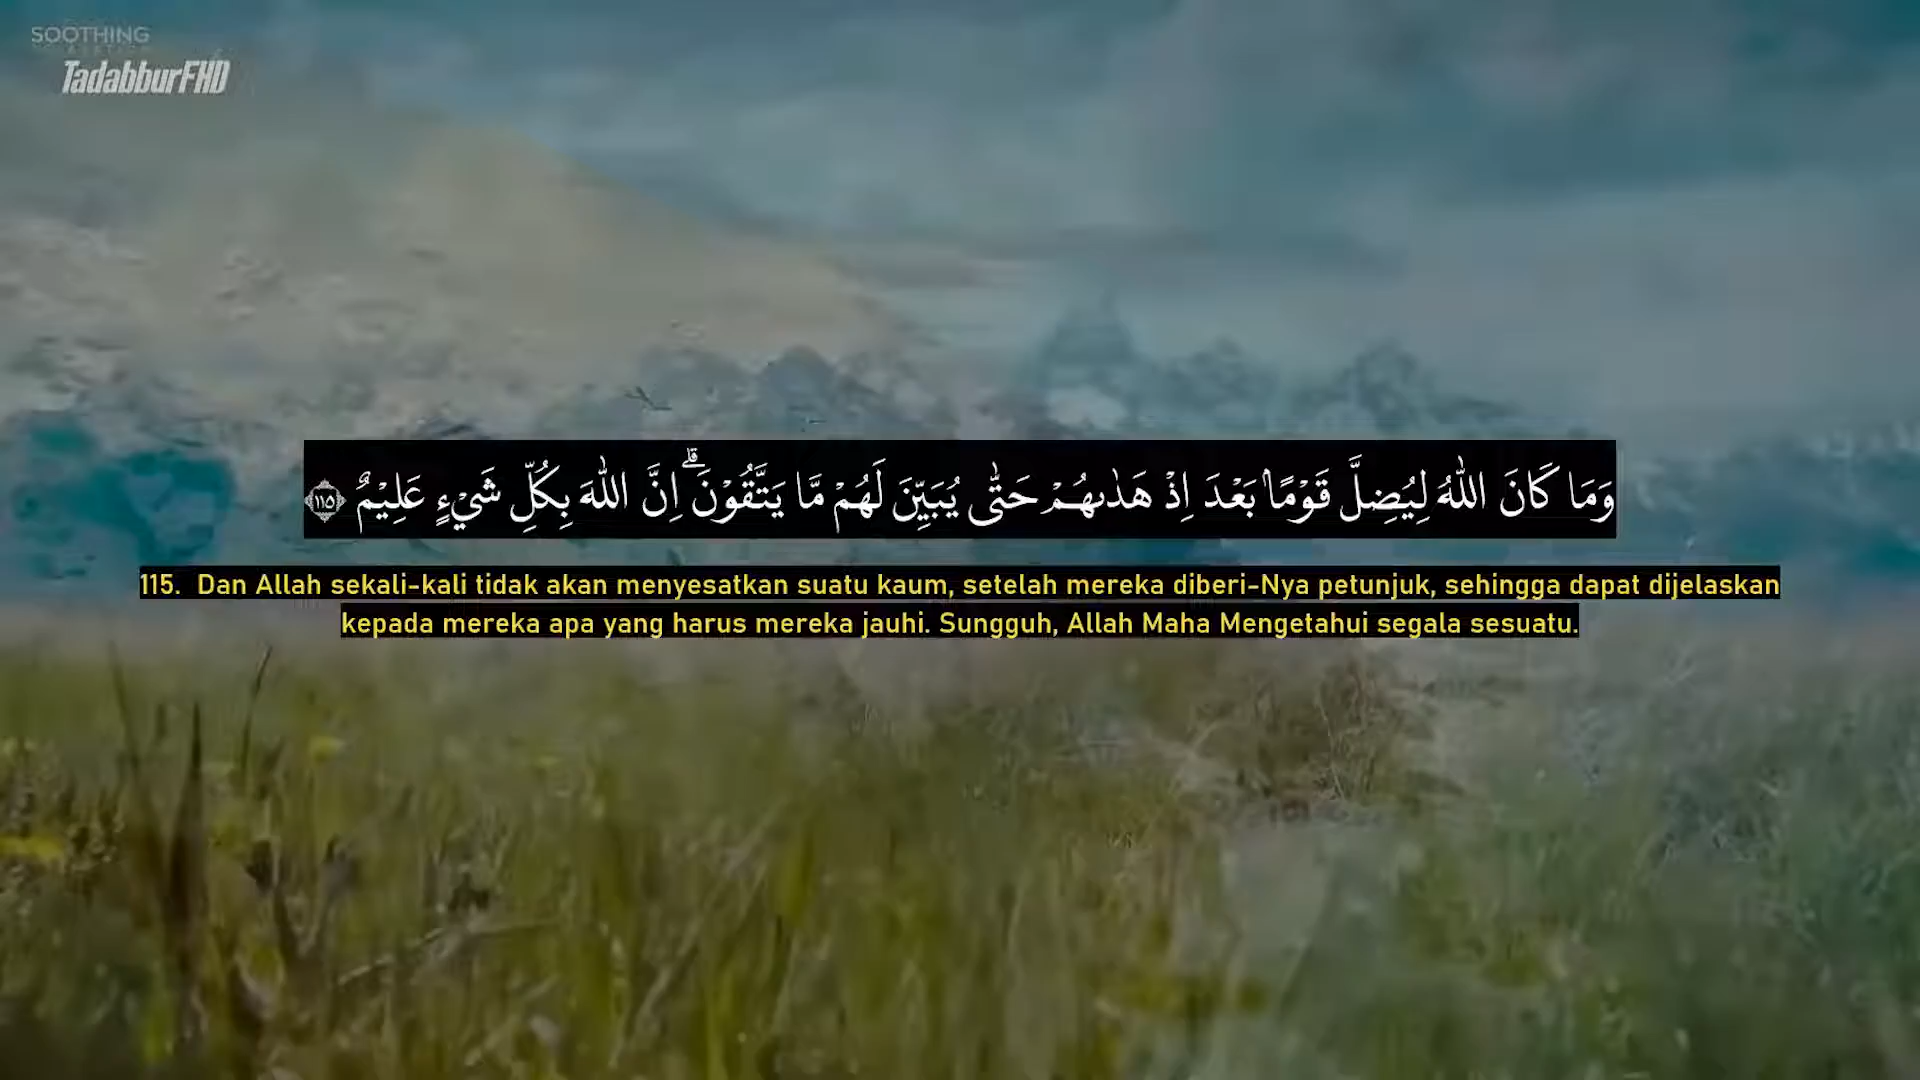 SOOTHING
TadabburFHD
وَمَا كَانَ اللّٰهُ لِيُضِلَّ قَوْمًاۢ بَعْدَ اِذْ هَدٰىهُمْ حَتّٰى يُبَيِّنَ لَهُمْ مَّا يَتَّقُوْنَۗ اِنَّ اللّٰهَ بِكُلِّ شَيْءٍ عَلِيْمٌ ١١٥
115. Dan Allah sekali-kali tidak akan menyesatkan suatu kaum, setelah mereka diberi-Nya petunjuk, sehingga dapat dijelaskan
kepada mereka apa yang harus mereka jauhi. Sungguh, Allah Maha Mengetahui segala sesuatu.